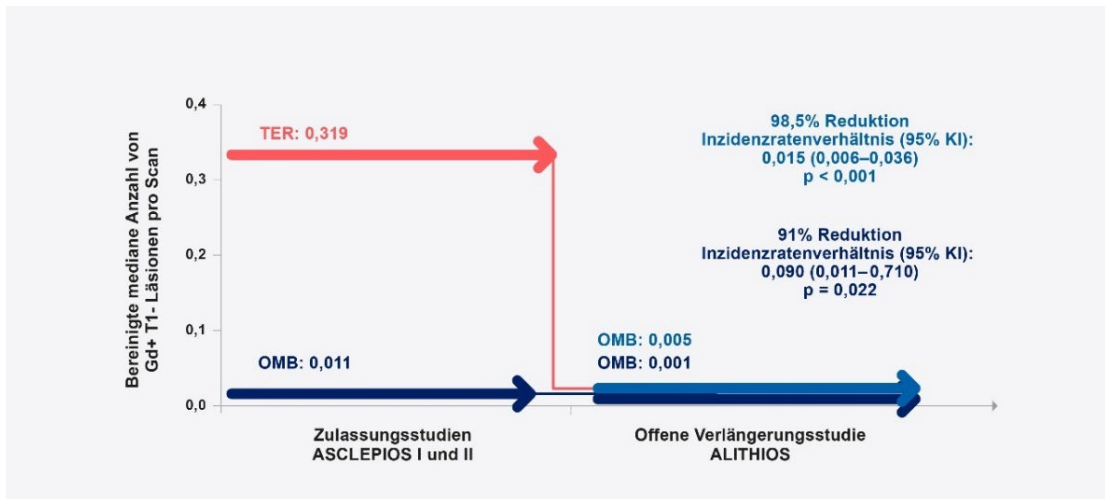 Bereinigte mediane Anzahl von
Gd+ T1- Läsionen pro Scan
0,4
0,3
0,2
0,1
0,0
TER: 0,319
OMB: 0,011
98,5% Reduktion
Inzidenzratenverhältnis (95% KI):
0,015 (0,006–0,036)
p < 0,001
91% Reduktion
Inzidenzratenverhältnis (95% KI):
0,090 (0,011–0,710)
p = 0,022
OMB: 0,005
OMB: 0,001
Zulassungsstudien
ASCLEPIOS I und II
Offene Verlängerungsstudie
ALITHIOS